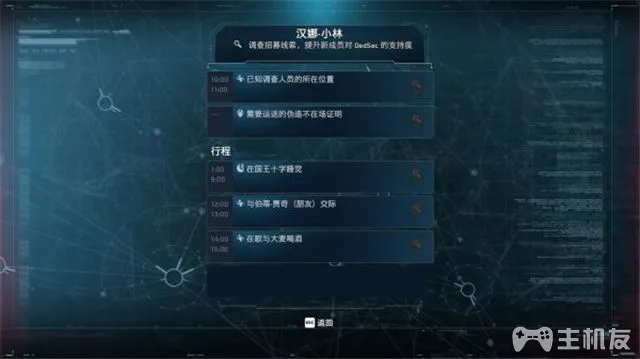 汉娜·小林
调查招募线索，提升新成员对 DedSec 的支持度
10:00
11:00
已知调查人员的所在位置
需要运送的伪造不在场证明
行程
1:00
9:00
在国王十字睡觉
12:00
13:00
与伯蒂·贾奇（朋友）交际
14:00
15:00
在歌与大麦喝酒
ESC 返回
主机友